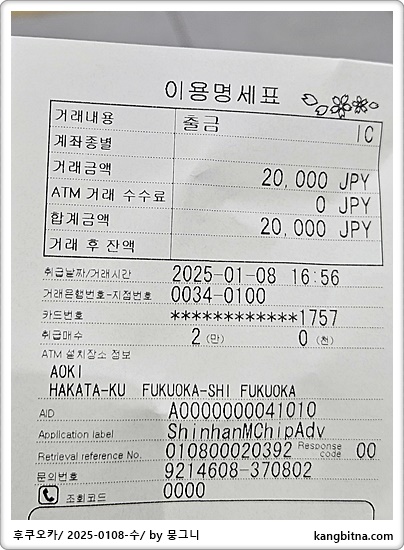 이용명세표
거래내용 출금 IC
계좌종별
거래금액 20,000 JPY
ATM 거래 수수료 0 JPY
합계금액 20,000 JPY
거래 후 잔액
취급날짜/거래시간 2025-01-08 16:56
거래은행번호-지점번호 0034-0100
카드번호 ************1757
취급매수 2 (만) 0 (천)
ATM 설치장소 정보
AOKI
HAKATA-KU FUKUOKA-SHI FUKUOKA
AID A0000000041010
Application label ShinhanMChipAdv
Retrieval reference No. 010800020392 Response code 00
문의번호 9214608-370802
조회코드 0000
후쿠오카/ 2025-0108-수/ by 뭉그니
kangbitna.com